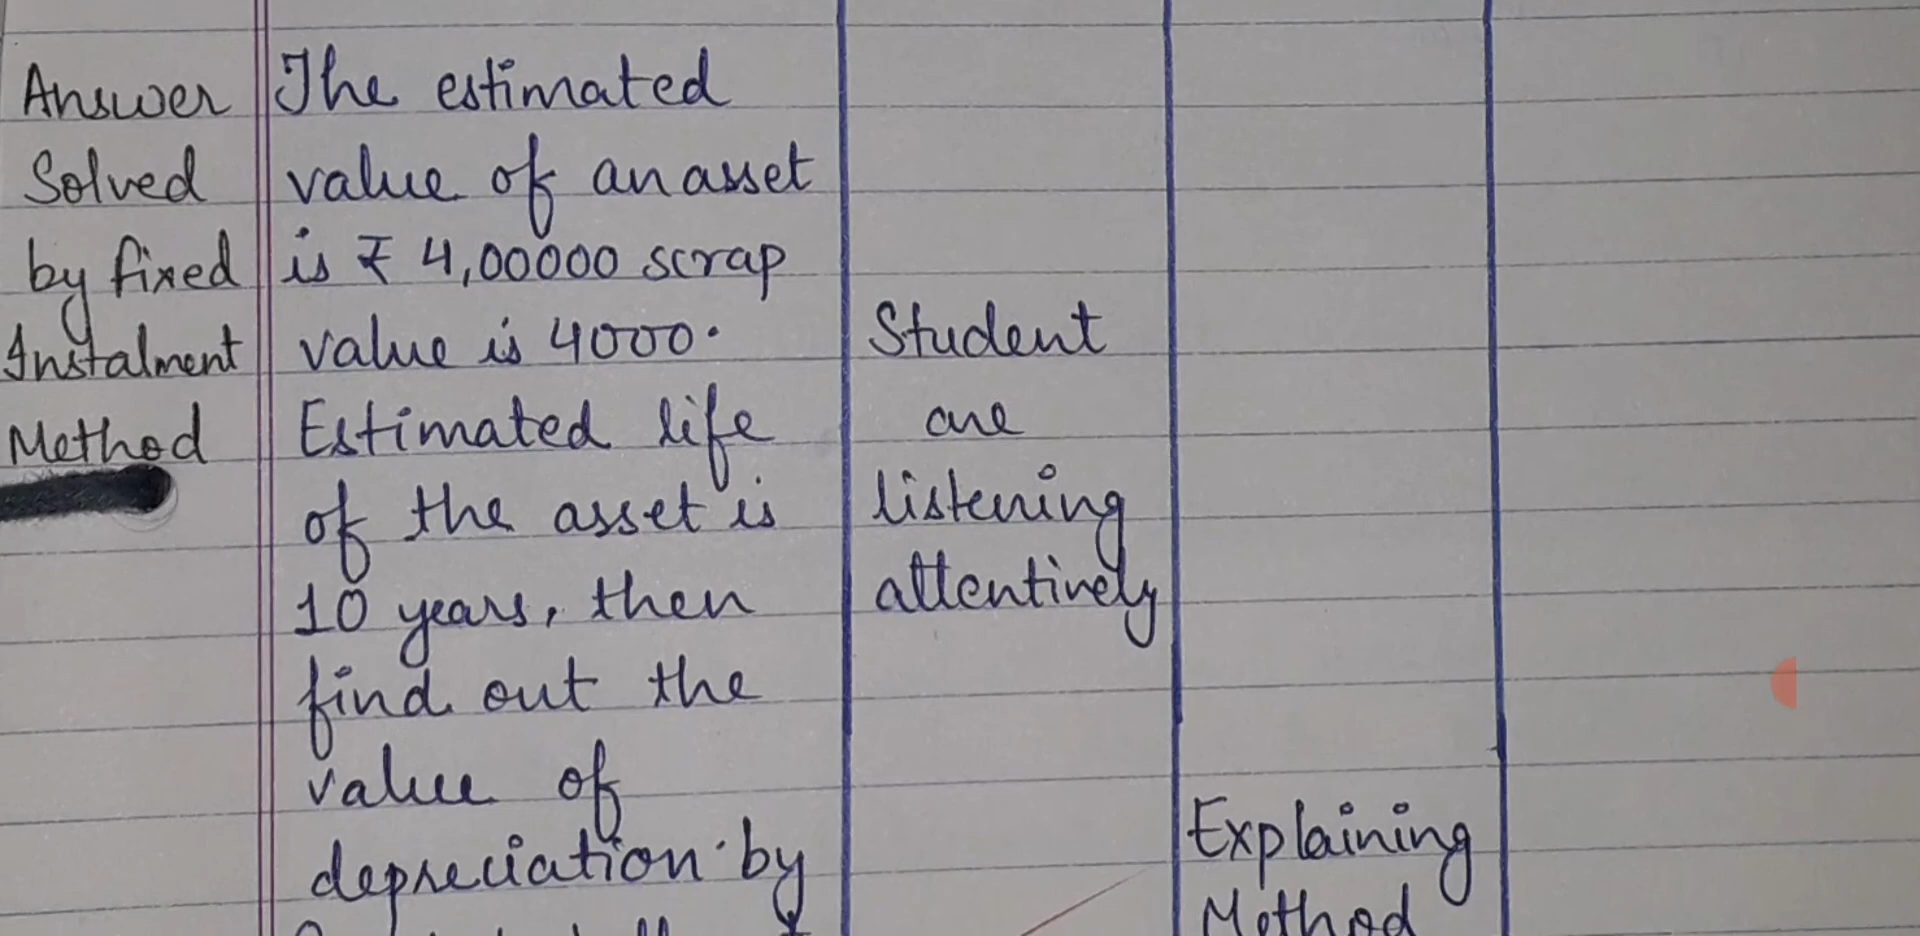 Answer
Solved
by fixed
Instalment
Method
The estimated
value of an asset
is ₹ 4,00000 scrap
value is 4000.
Estimated life
of the asset is
10 years, then
find out the
value of
depreciation by
Student
are
listening
attentively
Explaining
Method